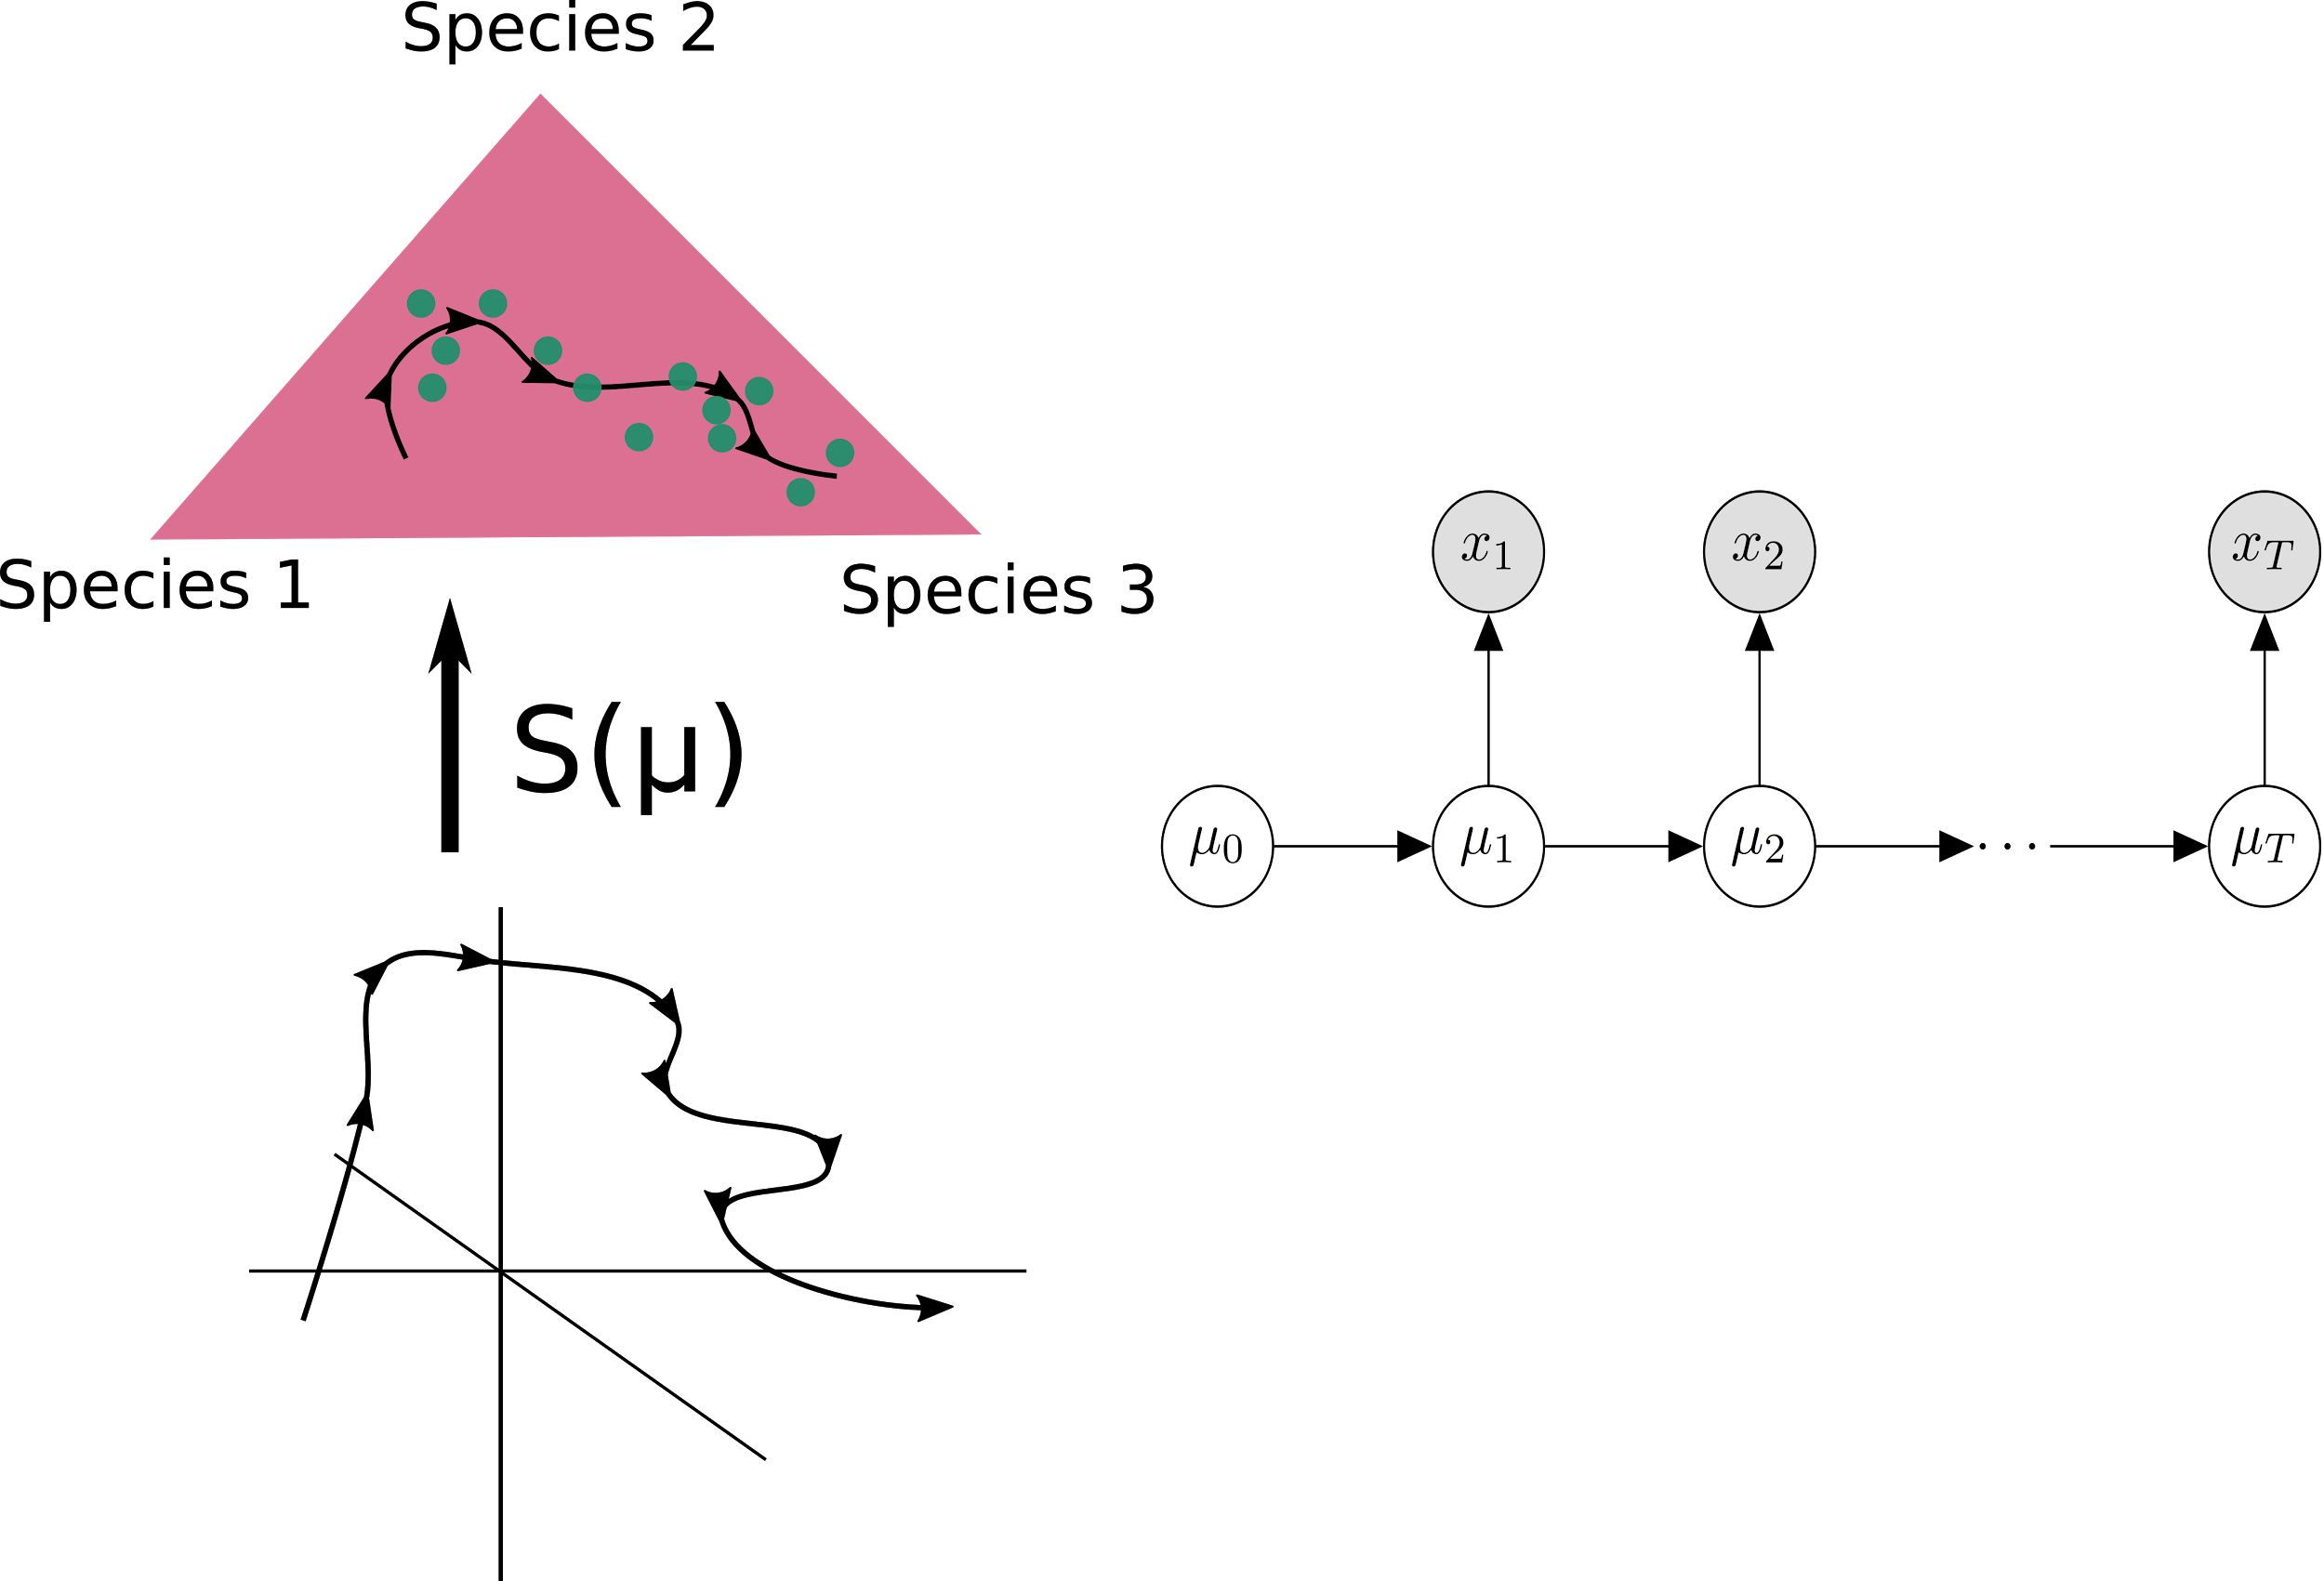 Species 2
Species 1
Species 3
S(μ)
x₁ x₂ x_T
μ₀ μ₁ μ₂ ... μ_T